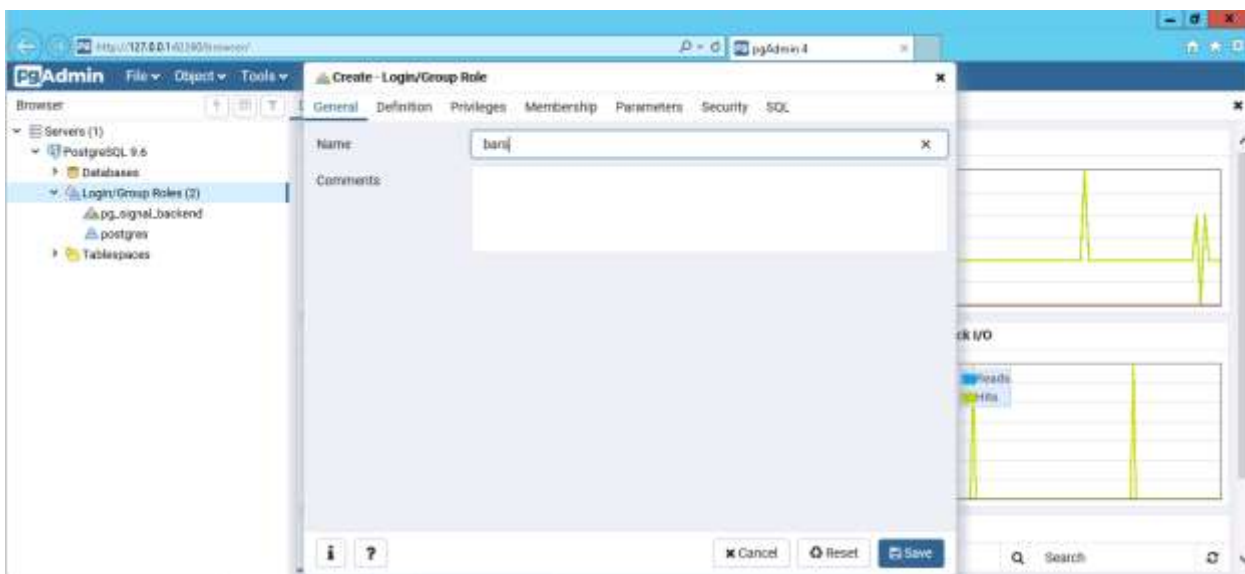 pgAdmin 4
pgAdmin File Object Tools
Browser
Servers (1)
PostgreSQL 9.6
Databases
Login/Group Roles (2)
pg_signal_backend
postgres
Tablespaces
Create - Login/Group Role
General Definition Privileges Membership Parameters Security SQL
Name bars
Comments
i ? Cancel Reset Save
ck I/O
Reads
Hits
Search